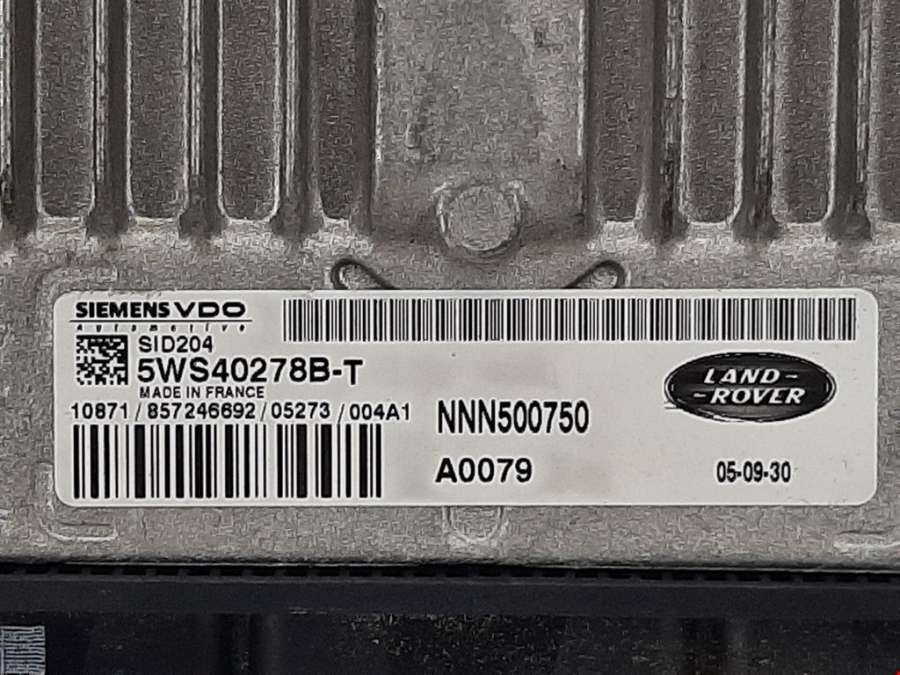 SIEMENS VDO
Automotive
SID204
5WS40278B-T
MADE IN FRANCE
10871/857246692/05273/004A1
NNN500750
A0079
LAND-
~ROVER
05-09-30